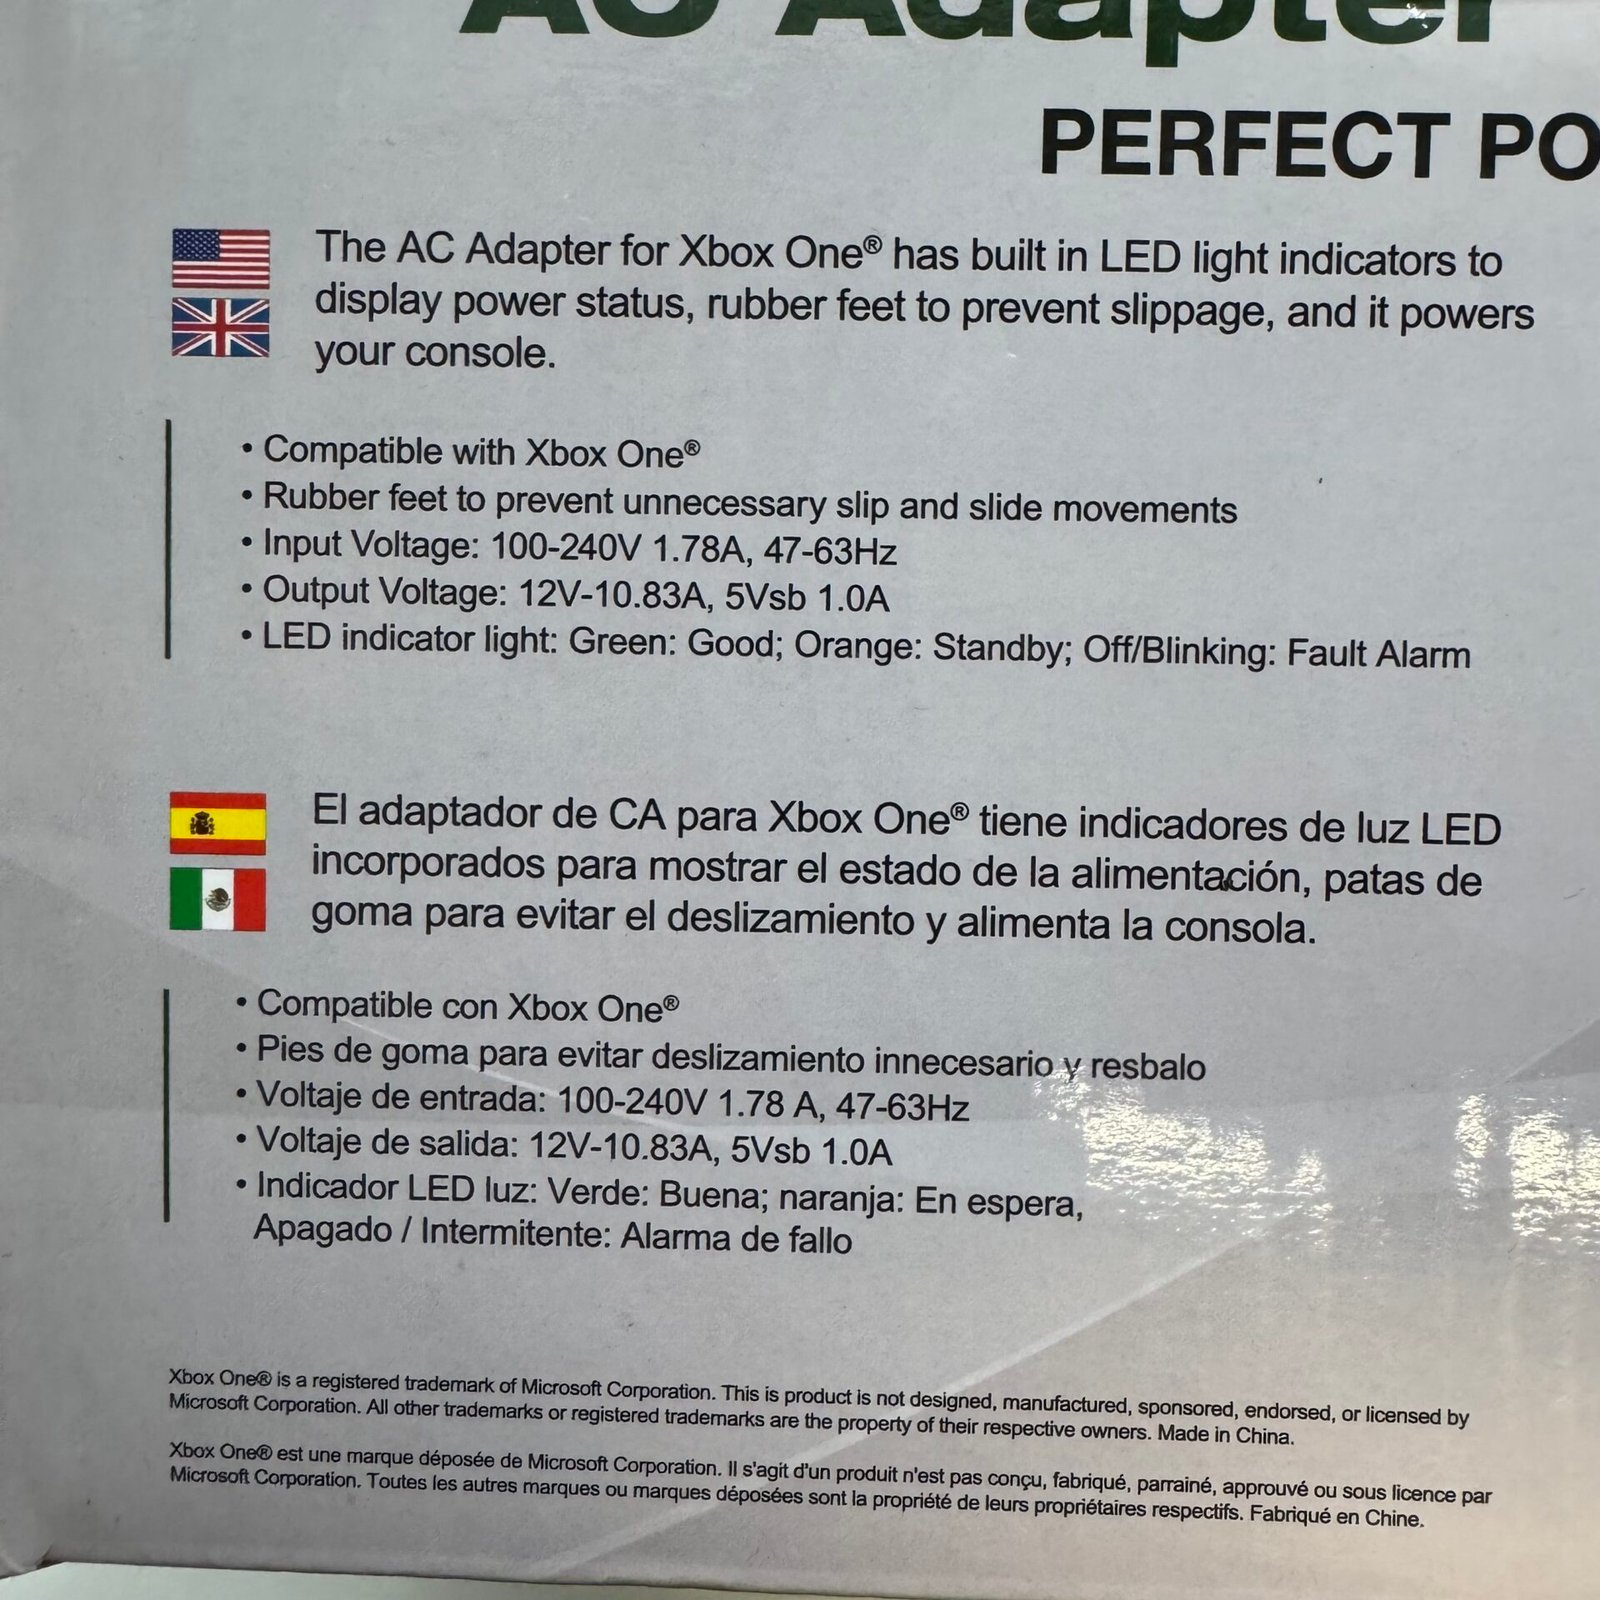 AC Adapter
PERFECT PO
The AC Adapter for Xbox One® has built in LED light indicators to
display power status, rubber feet to prevent slippage, and it powers
your console.
• Compatible with Xbox One®
• Rubber feet to prevent unnecessary slip and slide movements
• Input Voltage: 100-240V 1.78A, 47-63Hz
• Output Voltage: 12V-10.83A, 5Vsb 1.0A
• LED indicator light: Green: Good; Orange: Standby; Off/Blinking: Fault Alarm
El adaptador de CA para Xbox One® tiene indicadores de luz LED
incorporados para mostrar el estado de la alimentación, patas de
goma para evitar el deslizamiento y alimenta la consola.
• Compatible con Xbox One®
• Pies de goma para evitar deslizamiento innecesario y resbalo
• Voltaje de entrada: 100-240V 1.78 A, 47-63Hz
• Voltaje de salida: 12V-10.83A, 5Vsb 1.0A
• Indicador LED luz: Verde: Buena; naranja: En espera,
Apagado / Intermitente: Alarma de fallo
Xbox One® is a registered trademark of Microsoft Corporation. This is product is not designed, manufactured, sponsored, endorsed, or licensed by
Microsoft Corporation. All other trademarks or registered trademarks are the property of their respective owners. Made in China.
Xbox One® est une marque déposée de Microsoft Corporation. Il s'agit d'un produit n'est pas conçu, fabriqué, parrainé, approuvé ou sous licence par
Microsoft Corporation. Toutes les autres marques ou marques déposées sont la propriété de leurs propriétaires respectifs. Fabriqué en Chine.